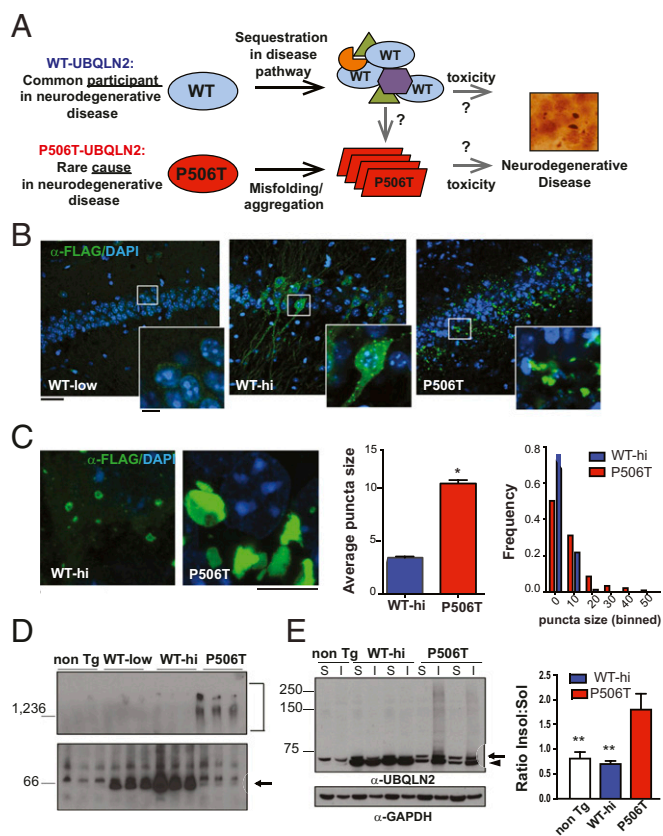 A
WT-UBQLN2:
Common participant
in neurodegenerative
disease
WT
Sequestration
in disease
pathway
WT
WT
WT
toxicity
?
?
P506T-UBQLN2:
Rare cause
in neurodegenerative
disease
P506T
Misfolding/
aggregation
P506T
?
toxicity
Neurodegenerative
Disease
B
α-FLAG/DAPI
WT-low
WT-hi
P506T
C
α-FLAG/DAPI
WT-hi
P506T
Average puncta size
15
10
5
0
*
WT-hi
P506T
Frequency
0.8
0.6
0.4
0.2
0.0
WT-hi
P506T
0 10 20 30 40 50
puncta size (binned)
D
non Tg WT-low WT-hi P506T
1,236
66
E
non Tg WT-hi P506T
S I S I S I S I S I
250
150
75
α-UBQLN2
α-GAPDH
WT-hi
P506T
Ratio Insol:Sol
2.5
2.0
1.5
1.0
0.5
0.0
**
**
non Tg
WT-hi
P506T